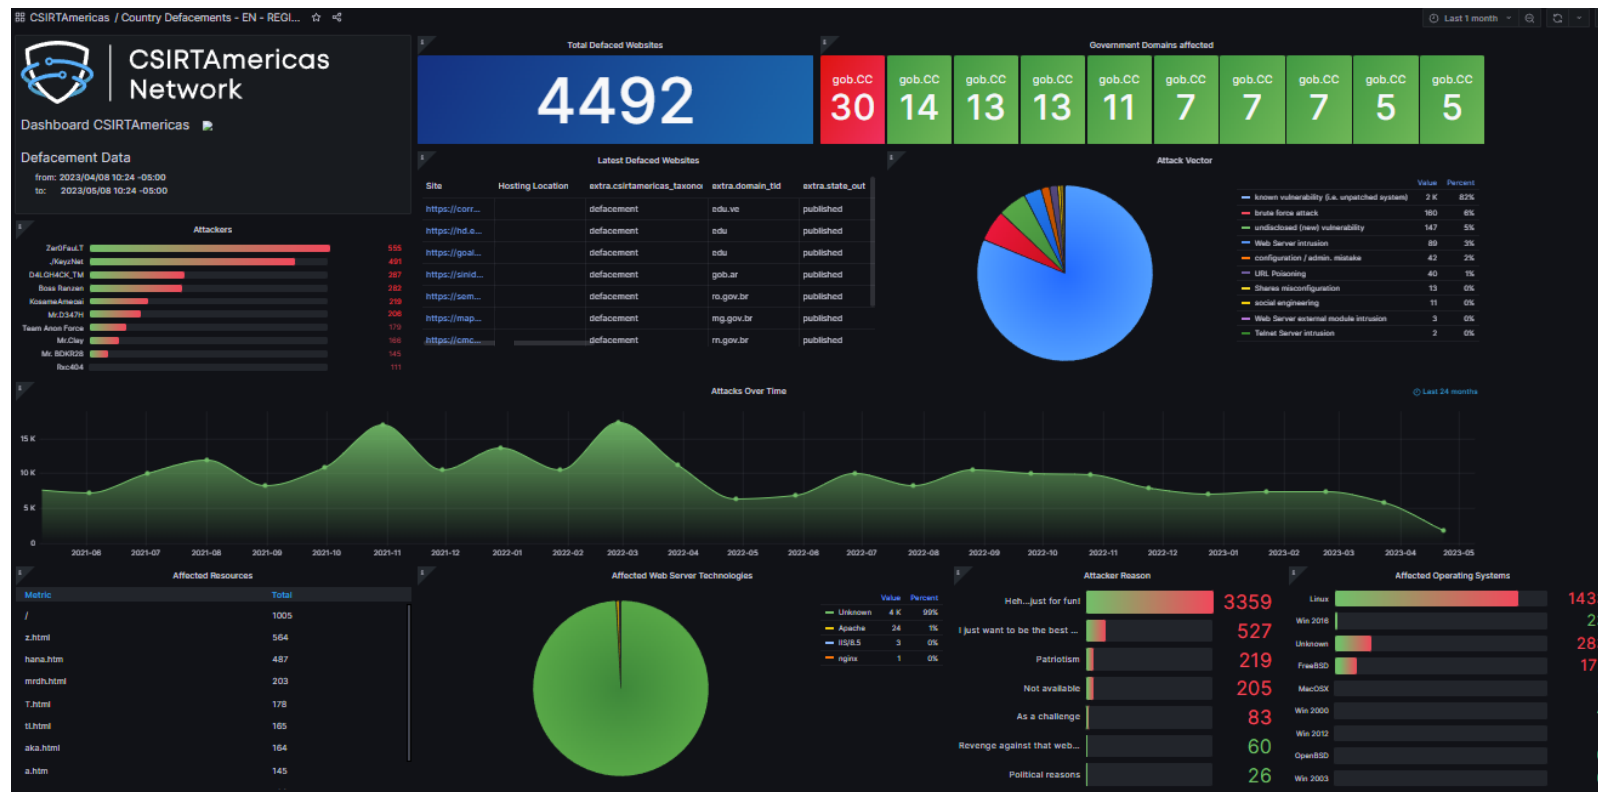 CSIRTAmericas / Country Defacements - EN - REGI...
Last 1 month
CSIRTAmericas
Network
Dashboard CSIRTAmericas
Defacement Data
from: 2023/04/08 10:24 -05:00
to: 2023/05/08 10:24 -05:00
Total Defaced Websites
4492
Government Domains affected
gob.CC gob.CC gob.CC gob.CC gob.CC gob.CC gob.CC gob.CC gob.CC gob.CC
30 14 13 13 11 7 7 7 5 5
Attackers
Zer0FauLT 555
./KeyzNet 491
D4LGH4CK_TM 287
Boss Ranzen 282
KosameAmegai 219
Mr.D347H 206
Team Anon Force 179
Mr.Clay 168
Mr. BDKR28 145
Rxc404 111
Latest Defaced Websites
Site Hosting Location extra.csirtamericas_taxono extra.domain_tld extra.state_out
https://corr... defacement edu.ve published
https://hd.e... defacement edu published
https://goal... defacement edu published
https://sinid... defacement gob.ar published
https://sem... defacement ro.gov.br published
https://map... defacement mg.gov.br published
https://cmc... defacement rn.gov.br published
Attack Vector
Value Percent
known vulnerability (i.e. unpatched system) 2 K 82%
brute force attack 160 6%
undisclosed (new) vulnerability 147 5%
Web Server intrusion 89 3%
configuration / admin. mistake 42 2%
URL Poisoning 40 1%
Shares misconfiguration 13 0%
social engineering 11 0%
Web Server external module intrusion 3 0%
Telnet Server intrusion 2 0%
Attacks Over Time
Last 24 months
15 K
10 K
5 K
0
2021-06 2021-07 2021-08 2021-09 2021-10 2021-11 2021-12 2022-01 2022-02 2022-03 2022-04 2022-05 2022-06 2022-07 2022-08 2022-09 2022-10 2022-11 2022-12 2023-01 2023-02 2023-03 2023-04 2023-05
Affected Resources
Metric Total
/ 1005
z.html 564
hana.htm 487
mrdh.html 203
T.html 178
tl.html 165
aka.html 164
a.htm 145
Affected Web Server Technologies
Value Percent
Unknown 4 K 99%
Apache 24 1%
IIS/8.5 3 0%
nginx 1 0%
Attacker Reason
Heh...just for fun! 3359
I just want to be the best ... 527
Patriotism 219
Not available 205
As a challenge 83
Revenge against that web... 60
Political reasons 26
Affected Operating Systems
Linux 143
Win 2016 2
Unknown 28
FreeBSD 17
MacOSX
Win 2000
Win 2012
OpenBSD
Win 2003